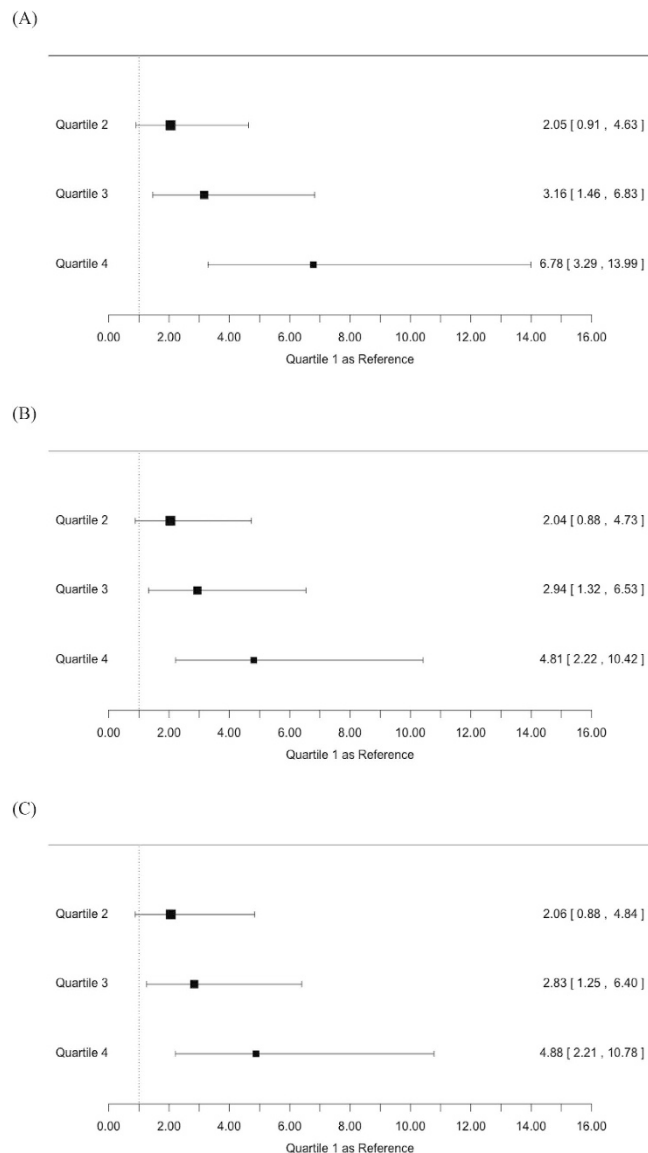 (A)
Quartile 2 2.05 [ 0.91 , 4.63]
Quartile 3 3.16 [ 1.46 , 6.83]
Quartile 4 6.78 [ 3.29 , 13.99]
0.00 2.00 4.00 6.00 8.00 10.00 12.00 14.00 16.00
Quartile 1 as Reference
(B)
Quartile 2 2.04 [ 0.88 , 4.73]
Quartile 3 2.94 [ 1.32 , 6.53]
Quartile 4 4.81 [ 2.22 , 10.42]
0.00 2.00 4.00 6.00 8.00 10.00 12.00 14.00 16.00
Quartile 1 as Reference
(C)
Quartile 2 2.06 [ 0.88 , 4.84]
Quartile 3 2.83 [ 1.25 , 6.40]
Quartile 4 4.88 [ 2.21 , 10.78]
0.00 2.00 4.00 6.00 8.00 10.00 12.00 14.00 16.00
Quartile 1 as Reference